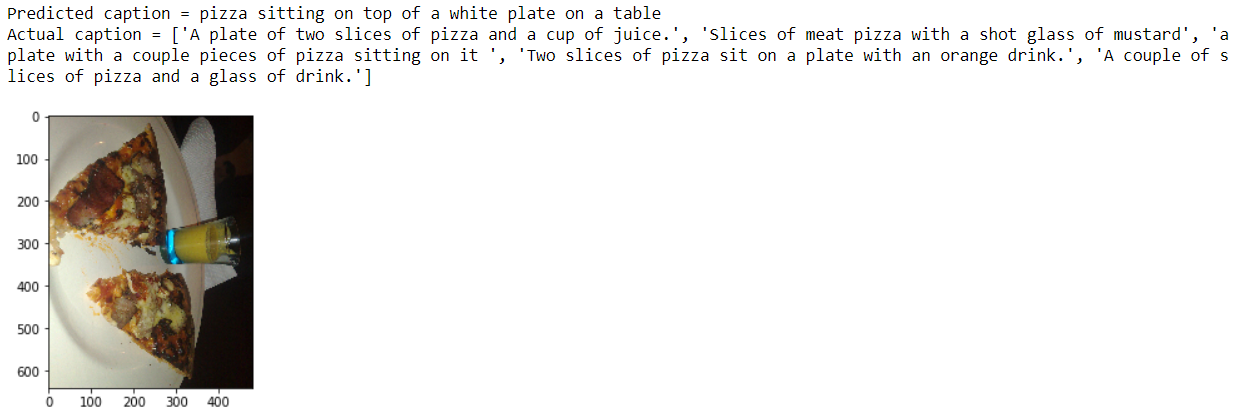 Predicted caption = pizza sitting on top of a white plate on a table
Actual caption = ['A plate of two slices of pizza and a cup of juice.', 'Slices of meat pizza with a shot glass of mustard', 'a
plate with a couple pieces of pizza sitting on it ', 'Two slices of pizza sit on a plate with an orange drink.', 'A couple of s
lices of pizza and a glass of drink.']
0
100
200
300
400
500
600
0 100 200 300 400